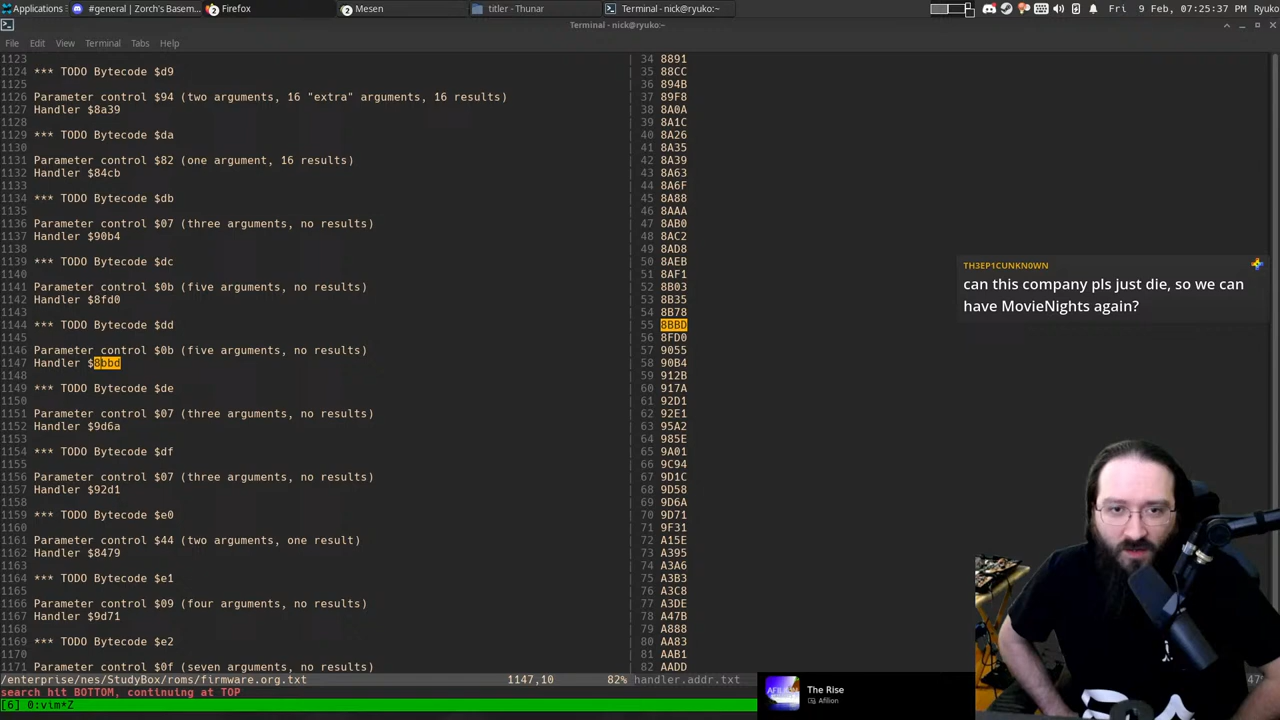 Applications
#general | Zorch's Basem...
2 Firefox
2 Mesen
titler - Thunar
Terminal - nick@ryuko:~
Fri 9 Feb, 07:25:37 PM Ryuko
Terminal - nick@ryuko:~
File Edit View Terminal Tabs Help
1123
1124 *** TODO Bytecode $d9
1125
1126 Parameter control $94 (two arguments, 16 "extra" arguments, 16 results)
1127 Handler $8a39
1128
1129 *** TODO Bytecode $da
1130
1131 Parameter control $82 (one argument, 16 results)
1132 Handler $84cb
1133
1134 *** TODO Bytecode $db
1135
1136 Parameter control $07 (three arguments, no results)
1137 Handler $90b4
1138
1139 *** TODO Bytecode $dc
1140
1141 Parameter control $0b (five arguments, no results)
1142 Handler $8fd0
1143
1144 *** TODO Bytecode $dd
1145
1146 Parameter control $0b (five arguments, no results)
1147 Handler $8bbd
1148
1149 *** TODO Bytecode $de
1150
1151 Parameter control $07 (three arguments, no results)
1152 Handler $9d6a
1153
1154 *** TODO Bytecode $df
1155
1156 Parameter control $07 (three arguments, no results)
1157 Handler $92d1
1158
1159 *** TODO Bytecode $e0
1160
1161 Parameter control $44 (two arguments, one result)
1162 Handler $8479
1163
1164 *** TODO Bytecode $e1
1165
1166 Parameter control $09 (four arguments, no results)
1167 Handler $9d71
1168
1169 *** TODO Bytecode $e2
1170
1171 Parameter control $0f (seven arguments, no results)
/enterprise/nes/StudyBox/roms/firmware.org.txt 1147,10 82%
search hit BOTTOM, continuing at TOP
[6] 0:vim*Z
34 8891
35 88CC
36 894B
37 89F8
38 8A0A
39 8A1C
40 8A26
41 8A35
42 8A39
43 8A63
44 8A6F
45 8A88
46 8AAA
47 8AB0
48 8AC2
49 8AD8
50 8AEB
51 8AF1
52 8B03
53 8B35
54 8B78
55 8BBD
56 8FD0
57 9055
58 90B4
59 912B
60 917A
61 92D1
62 92E1
63 95A2
64 985E
65 9A01
66 9C94
67 9D1C
68 9D58
69 9D6A
70 9D71
71 9F31
72 A15E
73 A395
74 A3A6
75 A3B3
76 A3C8
77 A3DE
78 A47B
79 A888
80 AA83
81 AAB1
82 AADD
handler.addr.txt
47%
TH3EP1CUNKN0WN
can this company pls just die, so we can
have MovieNights again?
AFILION
The Rise
Afilion